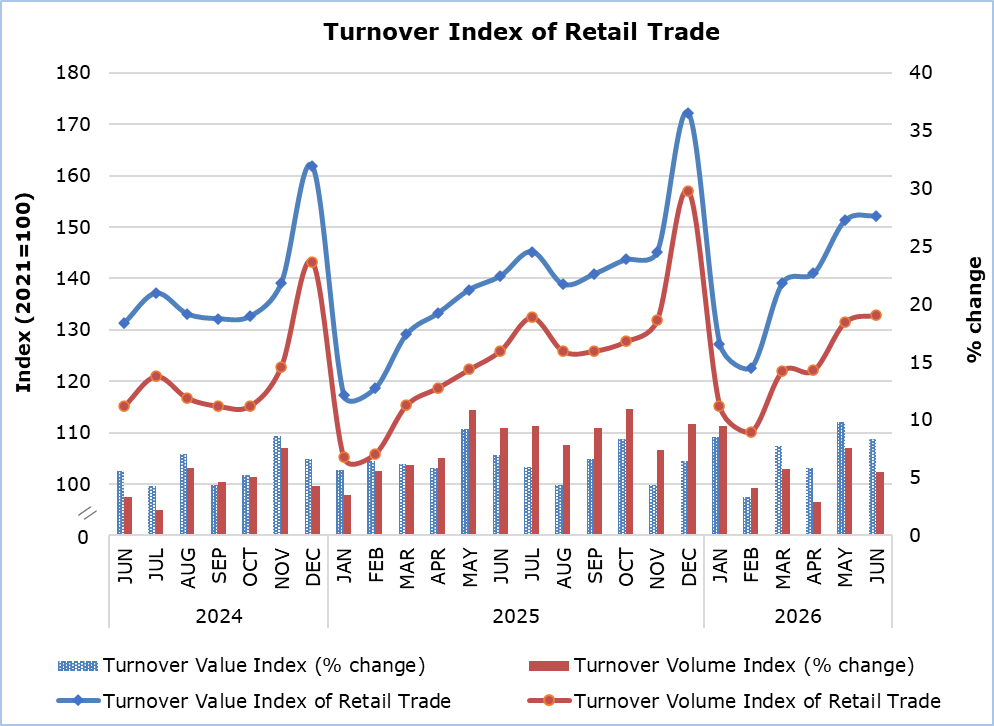 Turnover Index of Retail Trade
Index (2021=100)
180
170
160
150
140
130
120
110
100
0
40
35
30
25
20
15
10
5
0
% change
JUN JUL AUG SEP OCT NOV DEC JAN FEB MAR APR MAY JUN JUL AUG SEP OCT NOV DEC JAN FEB MAR APR MAY JUN
2024 2025 2026
Turnover Value Index (% change) Turnover Volume Index (% change)
Turnover Value Index of Retail Trade Turnover Volume Index of Retail Trade